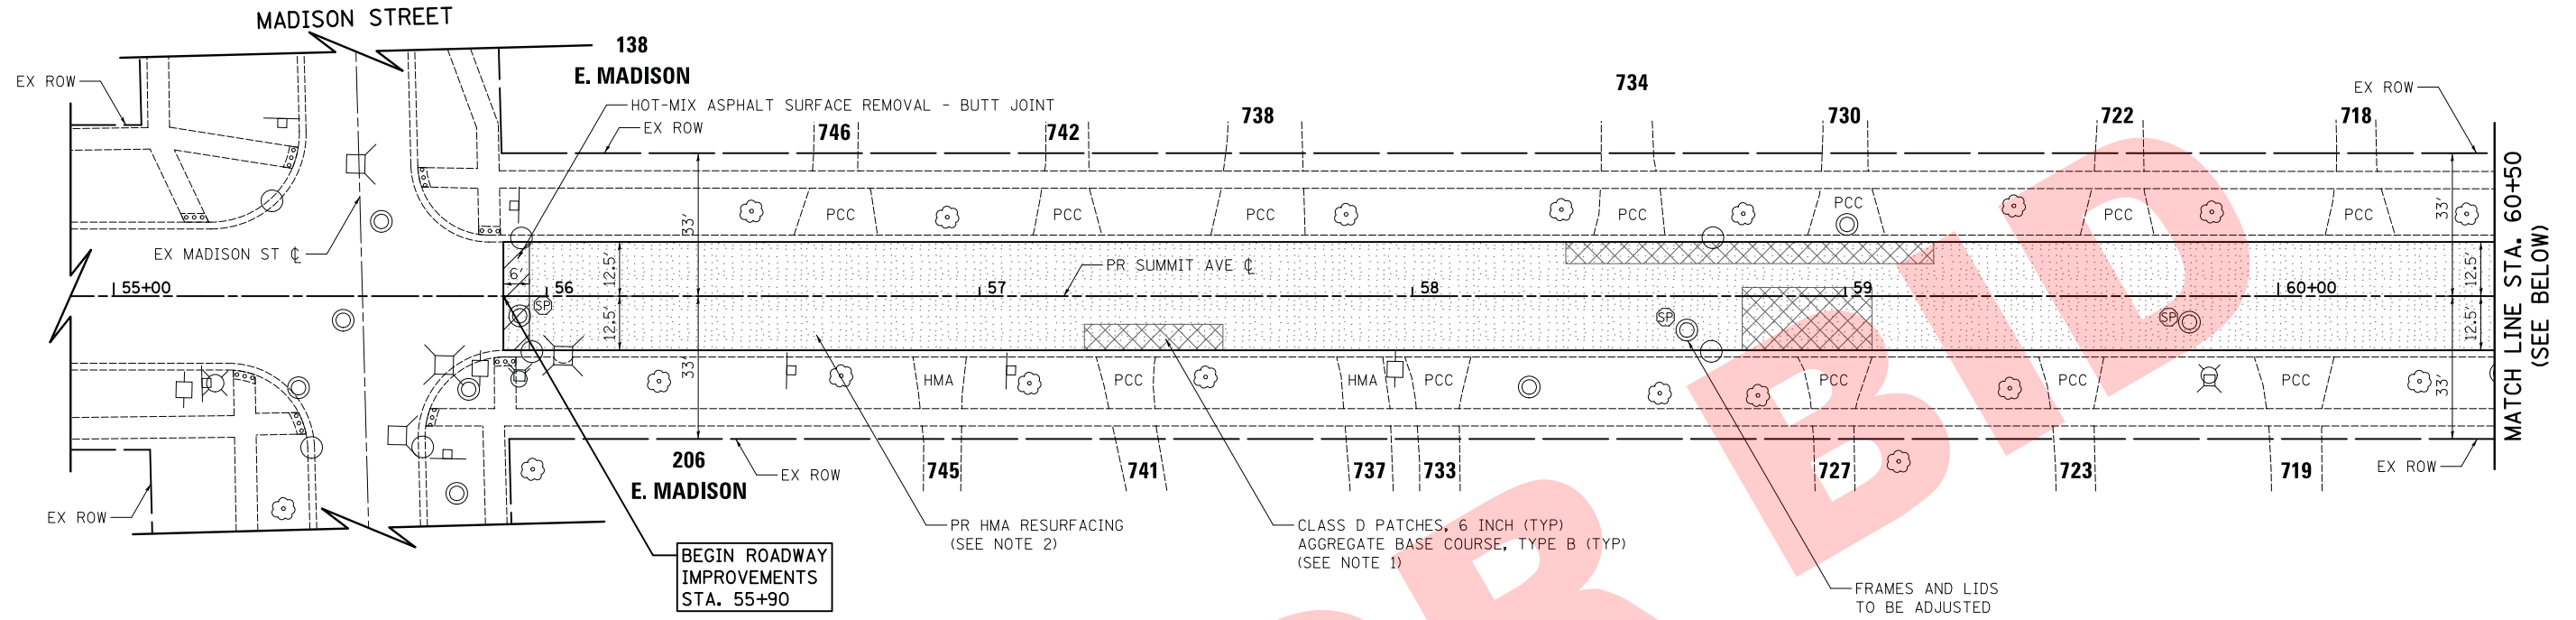 MADISON STREET
138
E. MADISON
734
EX ROW
EX ROW
HOT-MIX ASPHALT SURFACE REMOVAL - BUTT JOINT
738
730
722
718
EX ROW
746
742
33'
PCC
PCC
PCC
PCC
PCC
PCC
PCC
33'
EX MADISON ST ℄
6'
12.5'
PR SUMMIT AVE ℄
12.5'
55+00
56
57
58
59
60+00
SP
SP
SP
12.5'
12.5'
33'
HMA
PCC
HMA
PCC
PCC
PCC
PCC
33'
MATCH LINE STA. 60+50
(SEE BELOW)
206
E. MADISON
EX ROW
745
741
737
733
727
723
719
EX ROW
EX ROW
PR HMA RESURFACING
(SEE NOTE 2)
CLASS D PATCHES, 6 INCH (TYP)
AGGREGATE BASE COURSE, TYPE B (TYP)
(SEE NOTE 1)
BEGIN ROADWAY
IMPROVEMENTS
STA. 55+90
FRAMES AND LIDS
TO BE ADJUSTED
BID